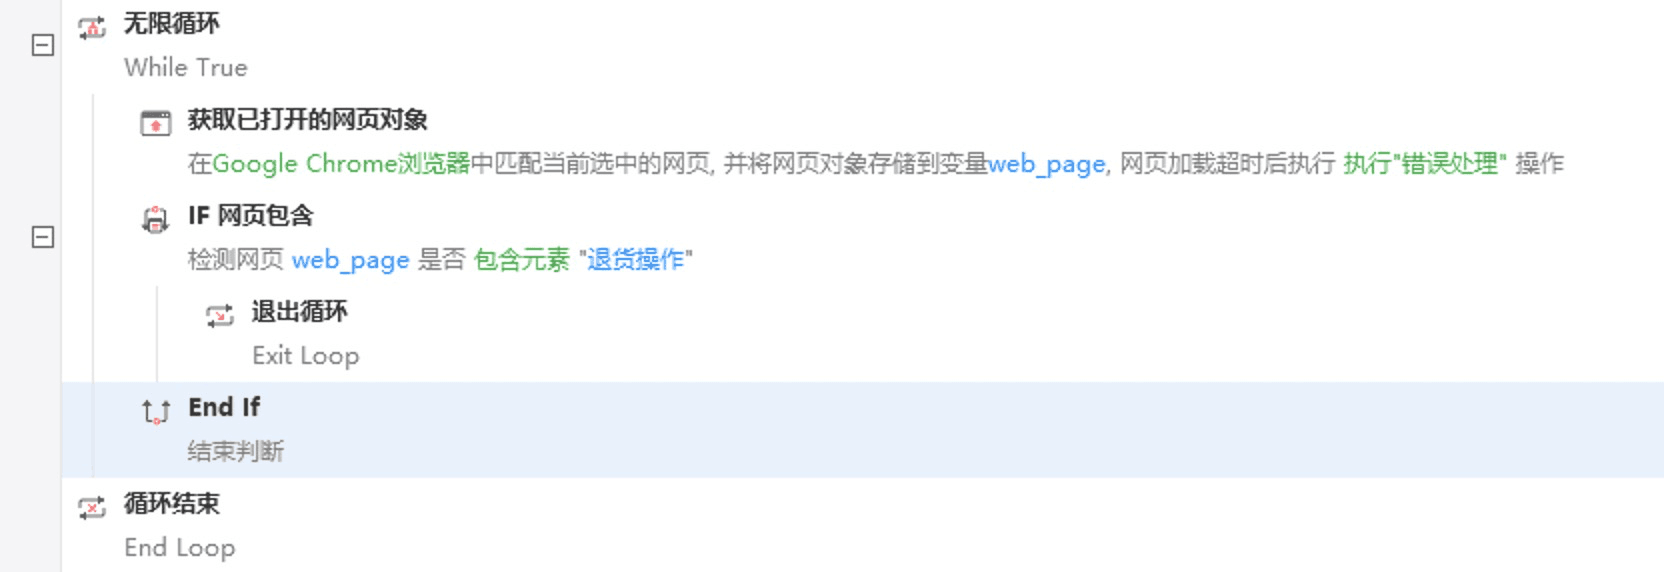 无限循环
While True
获取已打开的网页对象
在Google Chrome浏览器中匹配当前选中的网页, 并将网页对象存储到变量web_page, 网页加载超时后执行 执行"错误处理" 操作
IF 网页包含
检测网页 web_page 是否 包含元素 "退货操作"
退出循环
Exit Loop
End If
结束判断
循环结束
End Loop